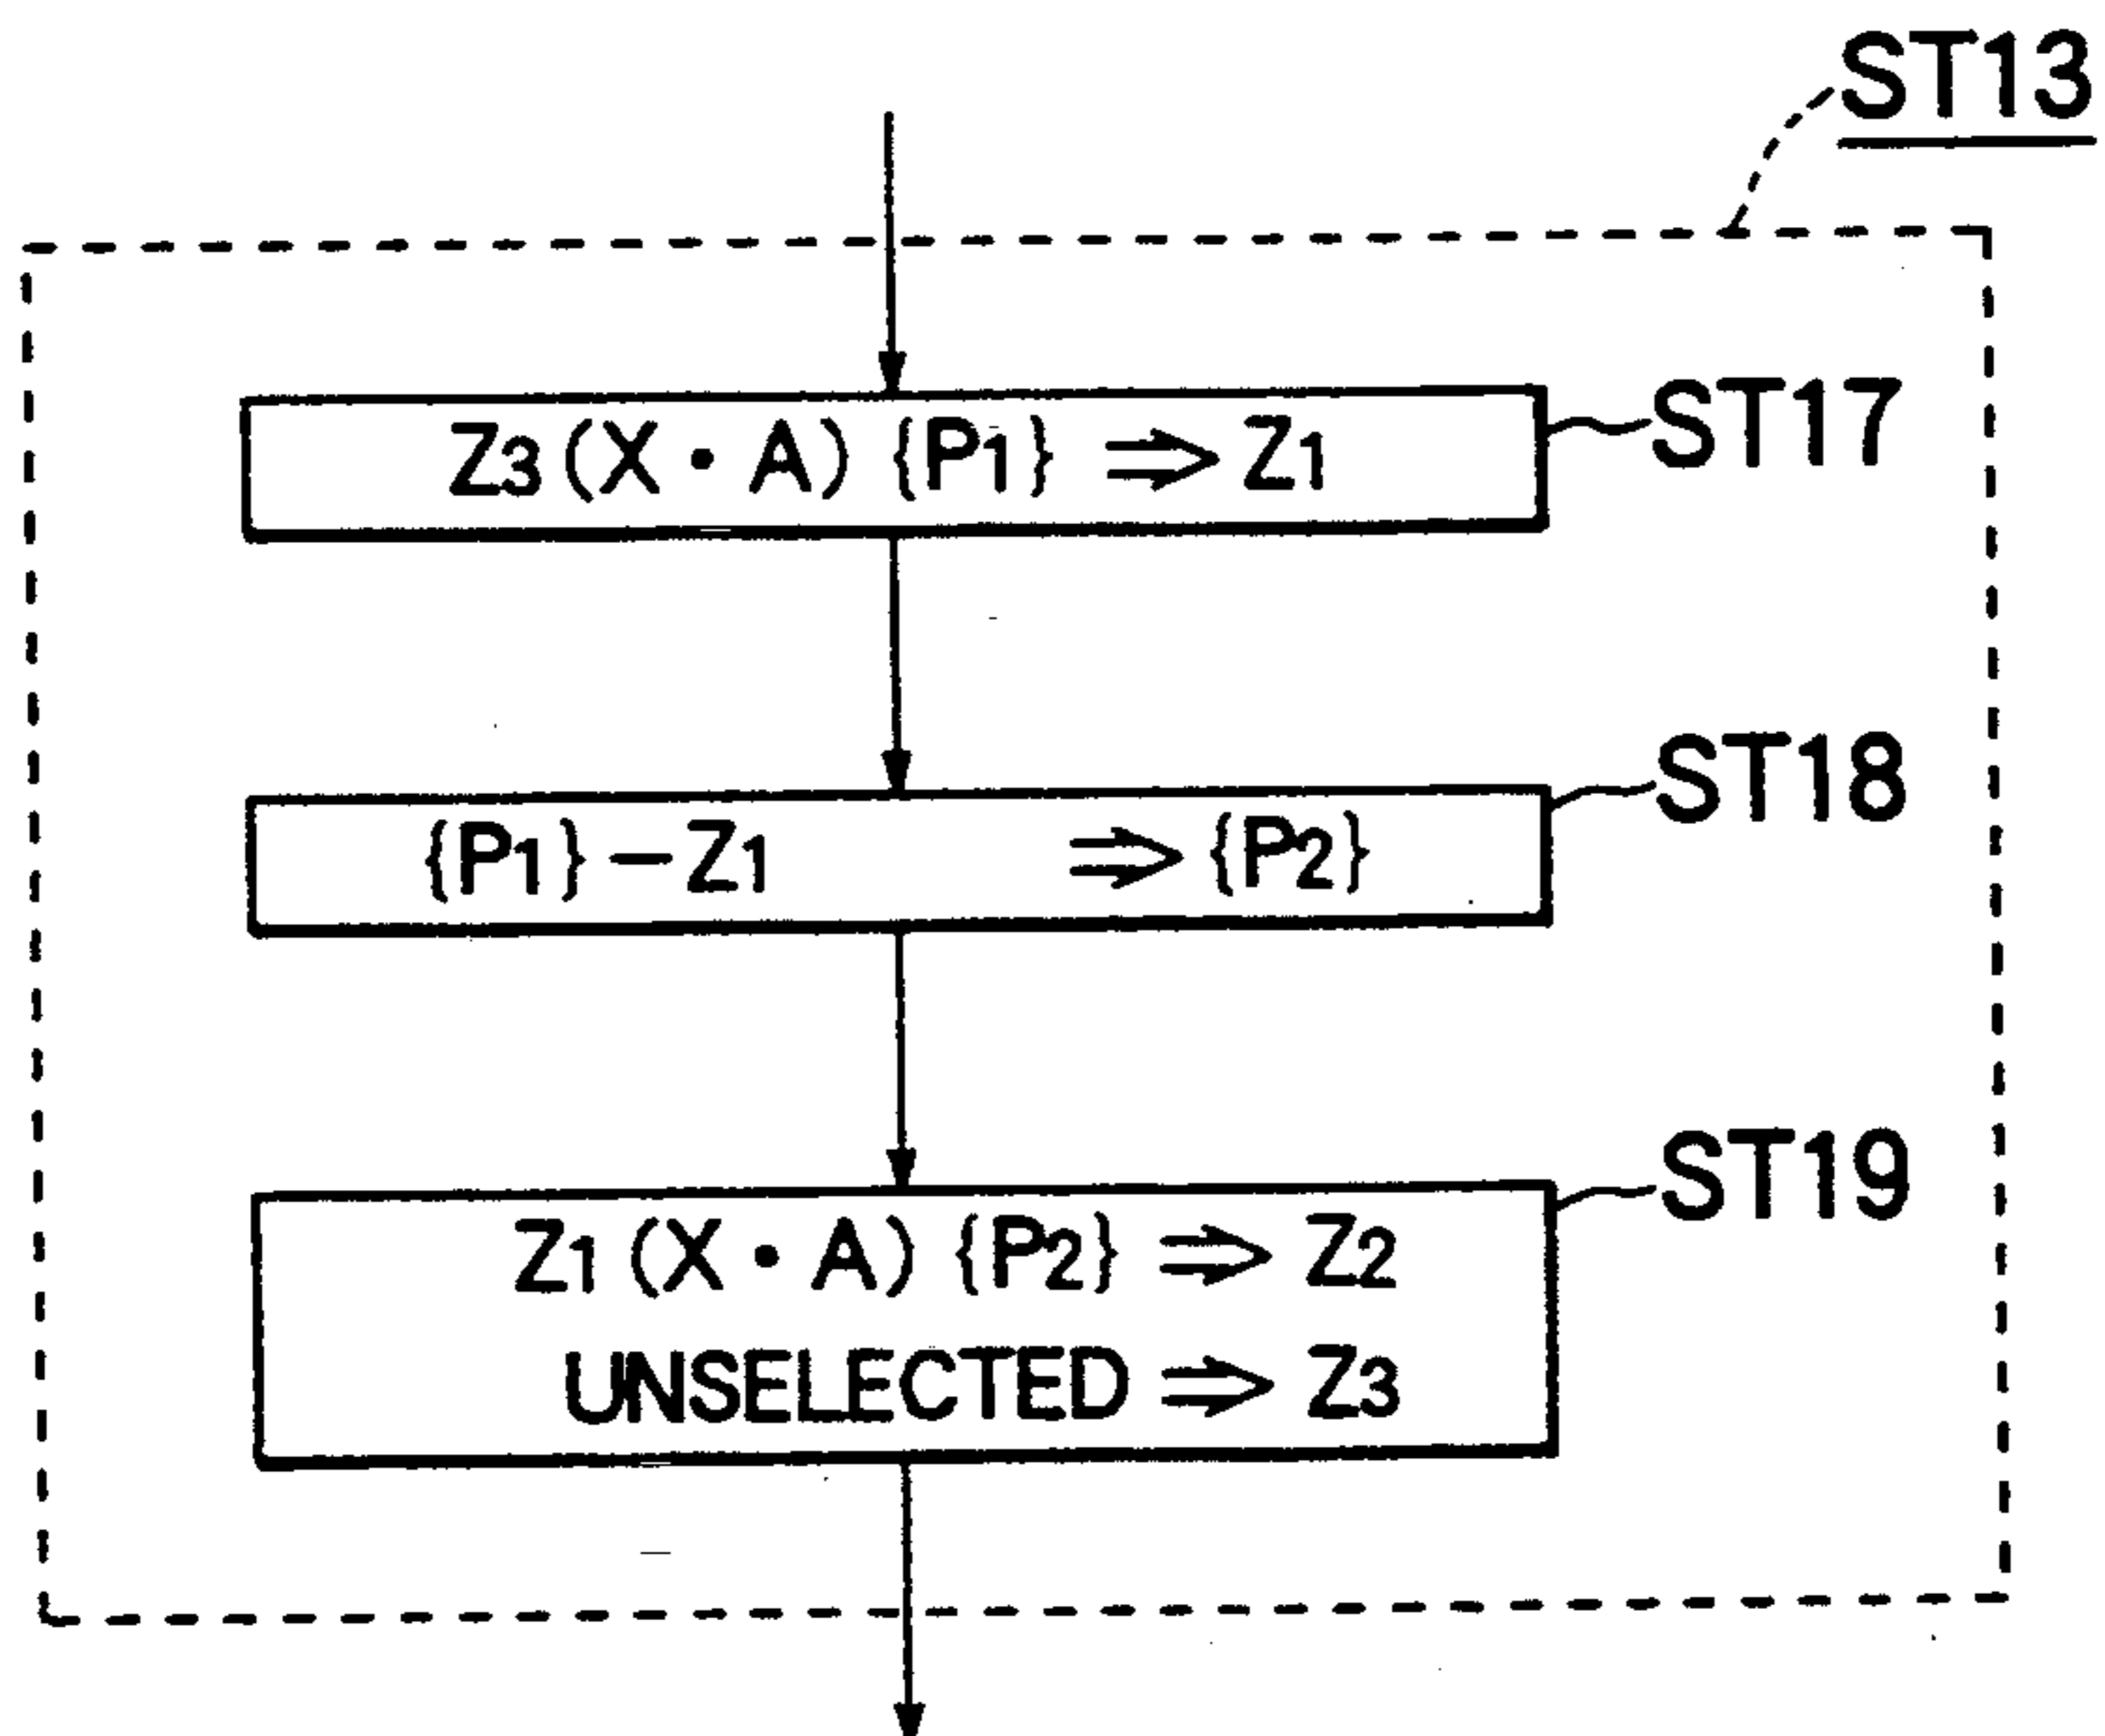 ST13
Z3(X・A){P1}⇒Z1
ST17
{P1}−Z1 ⇒{P2}
ST18
Z1(X・A){P2}⇒Z2
UNSELECTED⇒Z3
ST19